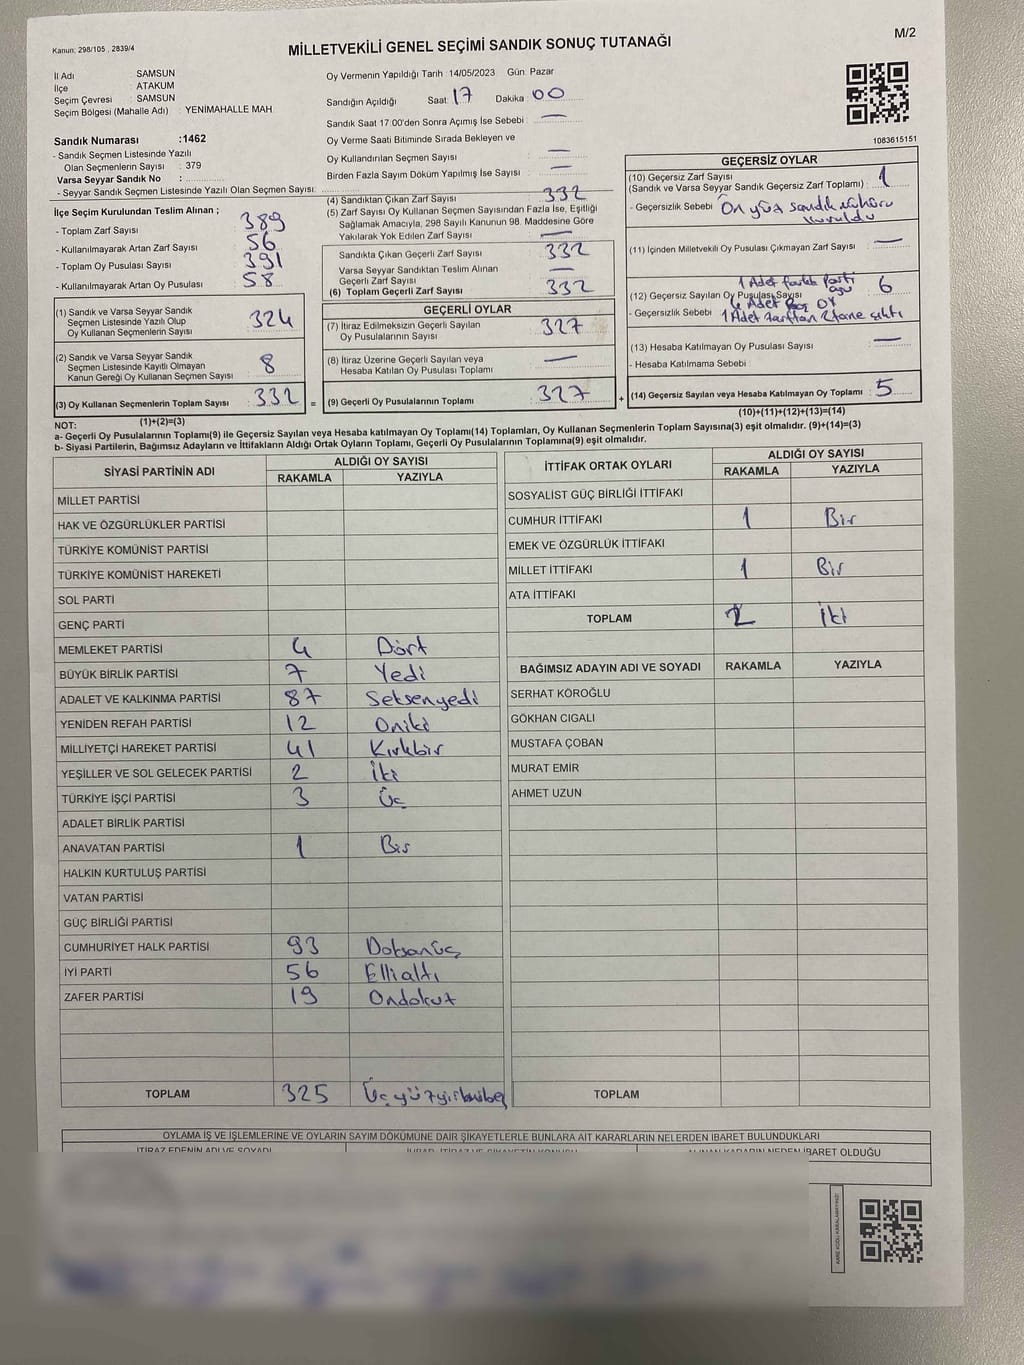 Kanun: 298/105 , 2839/4
MİLLETVEKİLİ GENEL SEÇİMİ SANDIK SONUÇ TUTANAĞI
M/2
İl Adı SAMSUN
İlçe ATAKUM
Seçim Çevresi SAMSUN
Seçim Bölgesi (Mahalle Adı) : YENİMAHALLE MAH.
Oy Vermenin Yapıldığı Tarih : 14/05/2023 Gün: Pazar
Sandığın Açıldığı Saat: 17 Dakika: 00
Sandık Saat 17:00'den Sonra Açımış İse Sebebi : —
Oy Verme Saati Bitiminde Sırada Bekleyen ve
Oy Kullandırılan Seçmen Sayısı : —
Birden Fazla Sayım Döküm Yapılmış İse Sayısı : —
1083615151
Sandık Numarası :1462
- Sandık Seçmen Listesinde Yazılı
Olan Seçmenlerin Sayısı : 379
Varsa Seyyar Sandık No :
- Seyyar Sandık Seçmen Listesinde Yazılı Olan Seçmen Sayısı:
İlçe Seçim Kurulundan Teslim Alınan ;
- Toplam Zarf Sayısı 389
- Kullanılmayarak Artan Zarf Sayısı 56
- Toplam Oy Pusulası Sayısı 391
- Kullanılmayarak Artan Oy Pusulası 58
(1) Sandık ve Varsa Seyyar Sandık
Seçmen Listesinde Yazılı Olup
Oy Kullanan Seçmenlerin Sayısı 324
(2) Sandık ve Varsa Seyyar Sandık
Seçmen Listesinde Kayıtlı Olmayan
Kanun Gereği Oy Kullanan Seçmen Sayısı 8
(3) Oy Kullanan Seçmenlerin Toplam Sayısı 332 =
(1)+(2)=(3)
(4) Sandıktan Çıkan Zarf Sayısı 332
(5) Zarf Sayısı Oy Kullanan Seçmen Sayısından Fazla İse, Eşitliği
Sağlamak Amacıyla, 298 Sayılı Kanunun 98. Maddesine Göre
Yakılarak Yok Edilen Zarf Sayısı —
Sandıkta Çıkan Geçerli Zarf Sayısı 332
Varsa Seyyar Sandıktan Teslim Alınan
Geçerli Zarf Sayısı —
(6) Toplam Geçerli Zarf Sayısı 332
GEÇERLİ OYLAR
(7) İtiraz Edilmeksizin Geçerli Sayılan
Oy Pusulalarının Sayısı 327
(8) İtiraz Üzerine Geçerli Sayılan veya
Hesaba Katılan Oy Pusulası Toplamı —
(9) Geçerli Oy Pusulalarının Toplamı 327 +
GEÇERSİZ OYLAR
(10) Geçersiz Zarf Sayısı
(Sandık ve Varsa Seyyar Sandık Geçersiz Zarf Toplamı) : 1
- Geçersizlik Sebebi : Ön yüz sandık mührü
vuruldu
(11) İçinden Milletvekili Oy Pusulası Çıkmayan Zarf Sayısı : —
1 Adet farklı parti
(12) Geçersiz Sayılan Oy Pusulası Sayısı : 6
4 Adet boş oy
- Geçersizlik Sebebi : 1 Adet zarftan 2 tane çıktı
(13) Hesaba Katılmayan Oy Pusulası Sayısı : —
- Hesaba Katılmama Sebebi :
(14) Geçersiz Sayılan veya Hesaba Katılmayan Oy Toplamı : 5
(10)+(11)+(12)+(13)=(14)
NOT:
a- Geçerli Oy Pusulalarının Toplamı(9) ile Geçersiz Sayılan veya Hesaba katılmayan Oy Toplamı(14) Toplamları, Oy Kullanan Seçmenlerin Toplam Sayısına(3) eşit olmalıdır. (9)+(14)=(3)
b- Siyasi Partilerin, Bağımsız Adayların ve İttifakların Aldığı Ortak Oyların Toplamı, Geçerli Oy Pusulalarının Toplamına(9) eşit olmalıdır.
SİYASİ PARTİNİN ADI ALDIĞI OY SAYISI
RAKAMLA YAZIYLA
MİLLET PARTİSİ
HAK VE ÖZGÜRLÜKLER PARTİSİ
TÜRKİYE KOMÜNİST PARTİSİ
TÜRKİYE KOMÜNİST HAREKETİ
SOL PARTİ
GENÇ PARTİ
MEMLEKET PARTİSİ 4 Dört
BÜYÜK BİRLİK PARTİSİ 7 Yedi
ADALET VE KALKINMA PARTİSİ 87 Seksenyedi
YENİDEN REFAH PARTİSİ 12 Oniki
MİLLİYETÇİ HAREKET PARTİSİ 41 Kırkbir
YEŞİLLER VE SOL GELECEK PARTİSİ 2 İki
TÜRKİYE İŞÇİ PARTİSİ 3 Üç
ADALET BİRLİK PARTİSİ
ANAVATAN PARTİSİ 1 Bir
HALKIN KURTULUŞ PARTİSİ
VATAN PARTİSİ
GÜÇ BİRLİĞİ PARTİSİ
CUMHURİYET HALK PARTİSİ 93 Doksanüç
İYİ PARTİ 56 Ellialtı
ZAFER PARTİSİ 19 Ondokuz
TOPLAM 325 Üçyüzyirmibeş
İTTİFAK ORTAK OYLARI ALDIĞI OY SAYISI
RAKAMLA YAZIYLA
SOSYALİST GÜÇ BİRLİĞİ İTTİFAKI
CUMHUR İTTİFAKI 1 Bir
EMEK VE ÖZGÜRLÜK İTTİFAKI
MİLLET İTTİFAKI 1 Bir
ATA İTTİFAKI
TOPLAM 2 İki
BAĞIMSIZ ADAYIN ADI VE SOYADI RAKAMLA YAZIYLA
SERHAT KÖROĞLU
GÖKHAN CIGALI
MUSTAFA ÇOBAN
MURAT EMİR
AHMET UZUN
TOPLAM
OYLAMA İŞ VE İŞLEMLERİNE VE OYLARIN SAYIM DÖKÜMÜNE DAİR ŞİKAYETLERLE BUNLARA AİT KARARLARIN NELERDEN İBARET BULUNDUKLARI
İTİRAZ EDENİN ADI VE SOYADI
ALINAN KARARIN NEDEN İBARET OLDUĞU
KARE KODU KARALAMAYINIZ!